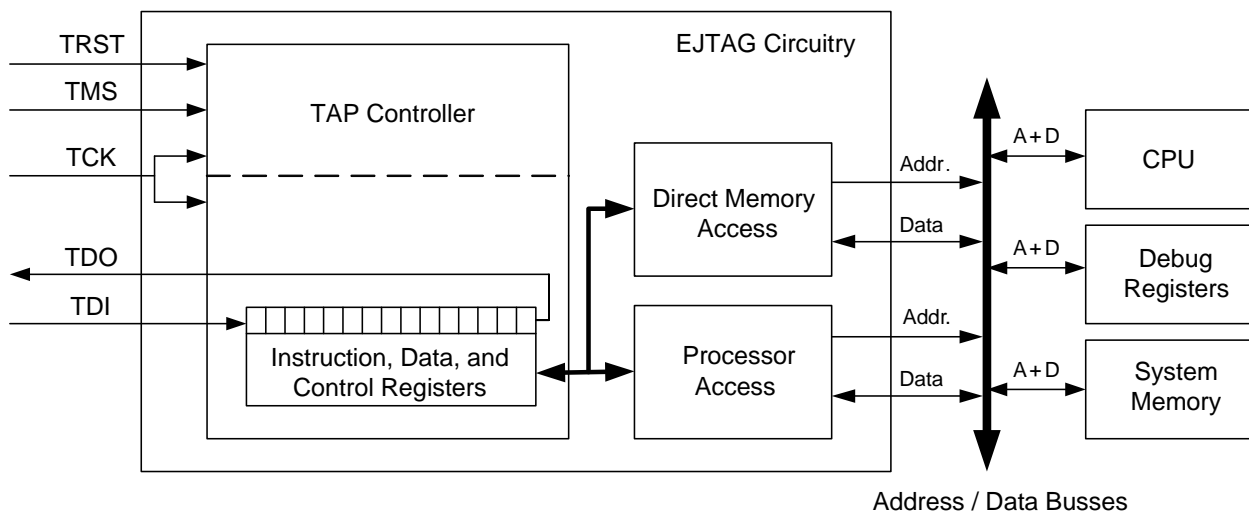 TRST
TMS
TCK
TDO
TDI
EJTAG Circuitry
TAP Controller
Instruction, Data, and
Control Registers
Direct Memory
Access
Processor
Access
Addr.
Data
Addr.
Data
A + D
CPU
A + D
Debug
Registers
A + D
System
Memory
Address / Data Busses